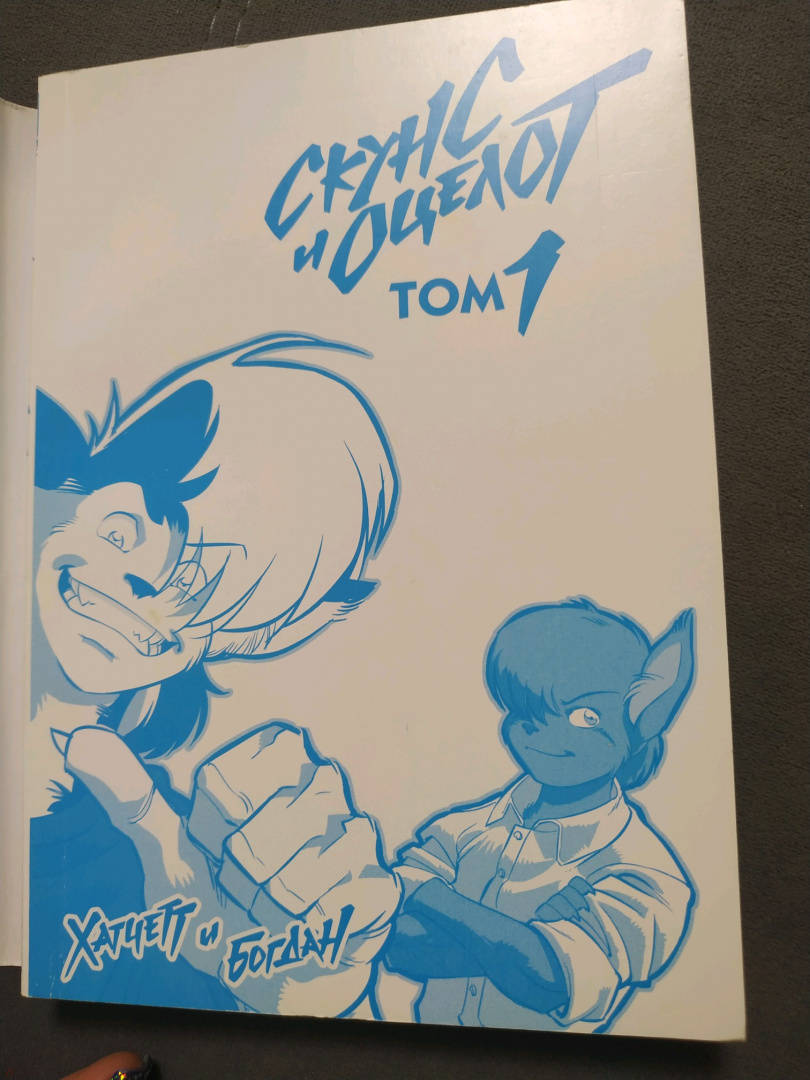 СКУНС
и ОЦЕЛОТ
ТОМ 1
ХАТЧЕТТ и БОГДАН